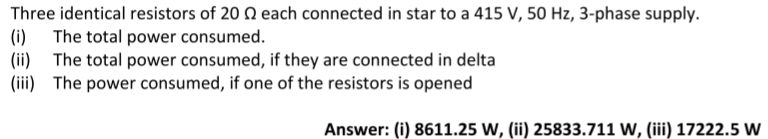 Three identical resistors of 20 Ω each connected in star to a 415 V, 50 Hz, 3-phase supply.
(i) The total power consumed.
(ii) The total power consumed, if they are connected in delta
(iii) The power consumed, if one of the resistors is opened
Answer: (i) 8611.25 W, (ii) 25833.711 W, (iii) 17222.5 W